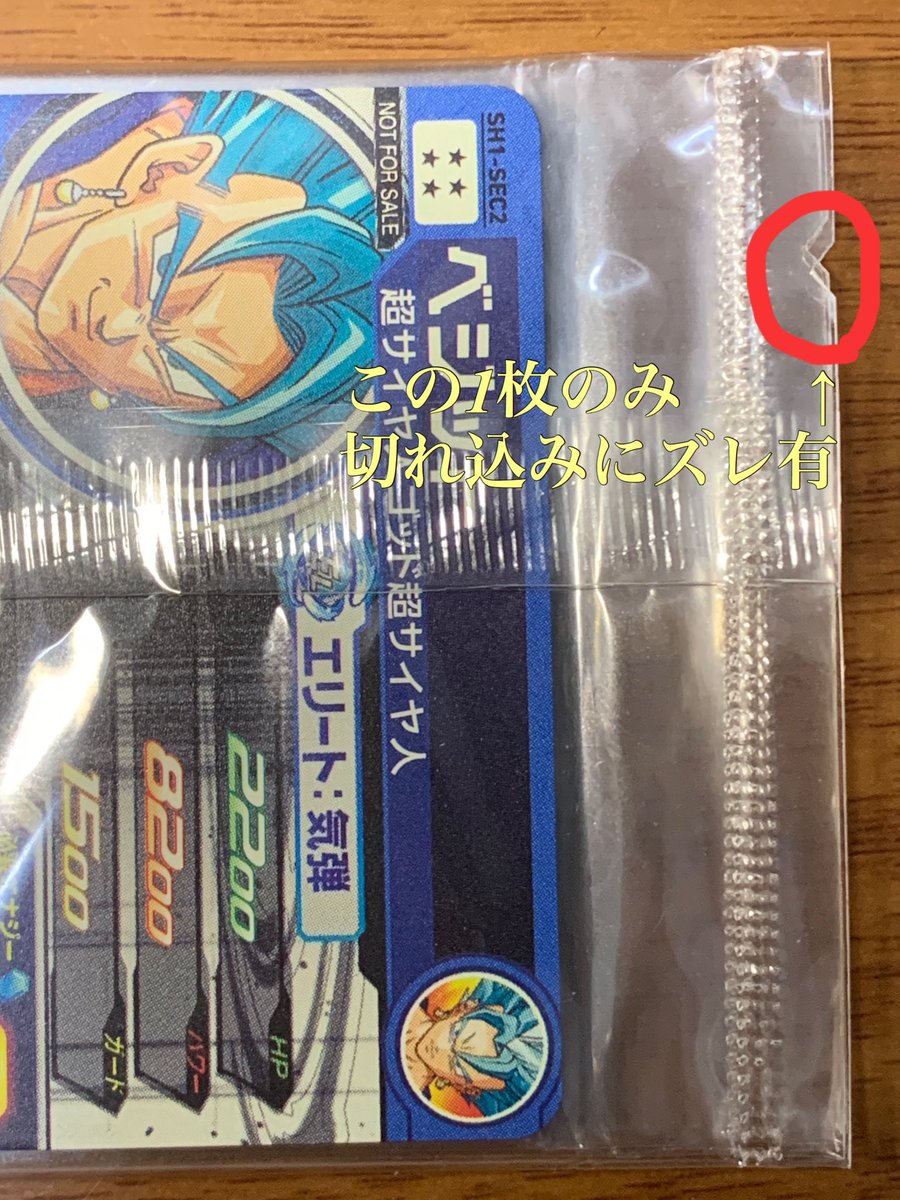 SH1-SEC2
NOT FOR SALE
ベジット
超サイヤ人ゴッド超サイヤ人
この1枚のみ
↑
切れ込みにズレ有
エリート:気弾
2200
HP
8200
パワー
1500
ガード